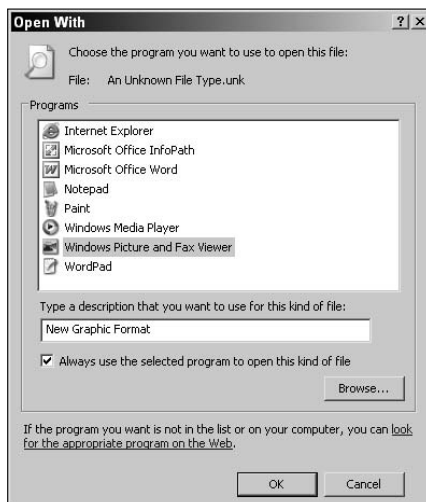 Open With
Choose the program you want to use to open this file:
File: An Unknown File Type.unk
Programs
Internet Explorer
Microsoft Office InfoPath
Microsoft Office Word
Notepad
Paint
Windows Media Player
Windows Picture and Fax Viewer
WordPad
Type a description that you want to use for this kind of file:
New Graphic Format
Always use the selected program to open this kind of file
Browse...
If the program you want is not in the list or on your computer, you can look
for the appropriate program on the Web.
OK Cancel